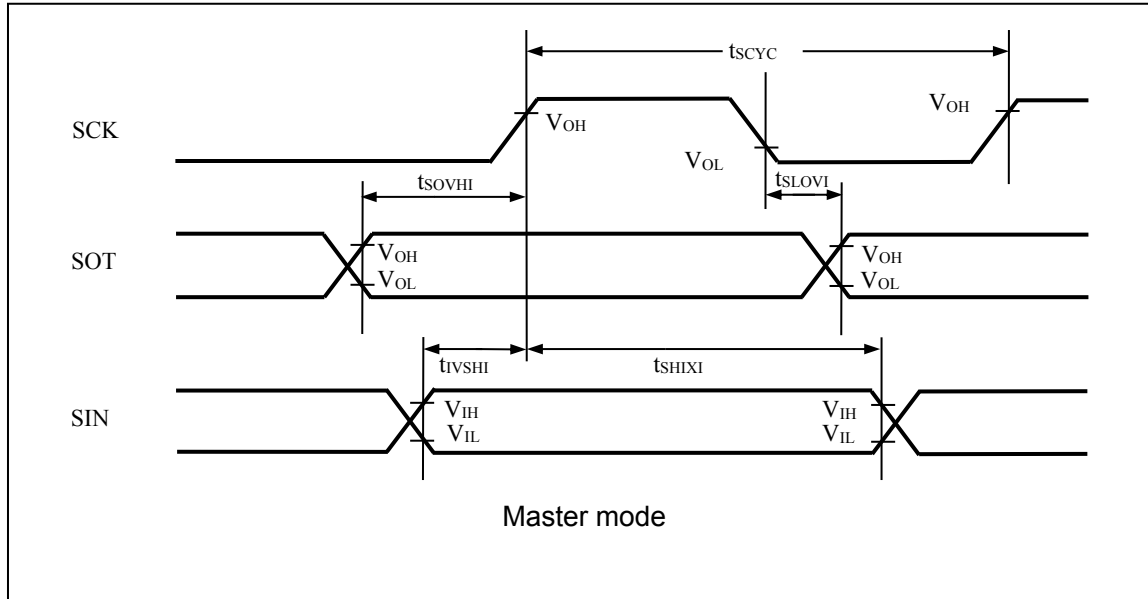 tSCYC
SCK
VOH
VOH
VOL
tSOVHI
tSLOVI
SOT
VOH
VOH
VOL
VOL
tIVSHI
tSHIXI
SIN
VIH
VIH
VIL
VIL
Master mode